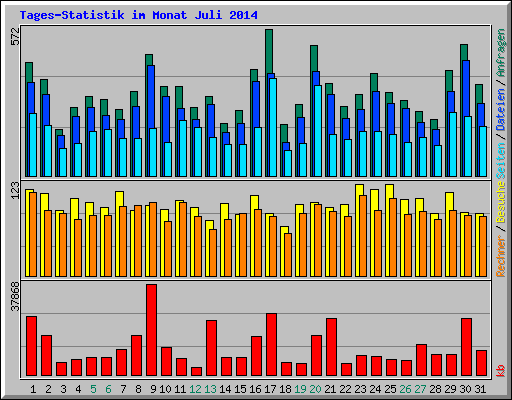 Tages-Statistik im Monat Juli 2014
572
123
37868
Rechner / Besuche Seiten / Dateien / Anfragen
kb
1 2 3 4 5 6 7 8 9 10 11 12 13 14 15 16 17 18 19 20 21 22 23 24 25 26 27 28 29 30 31